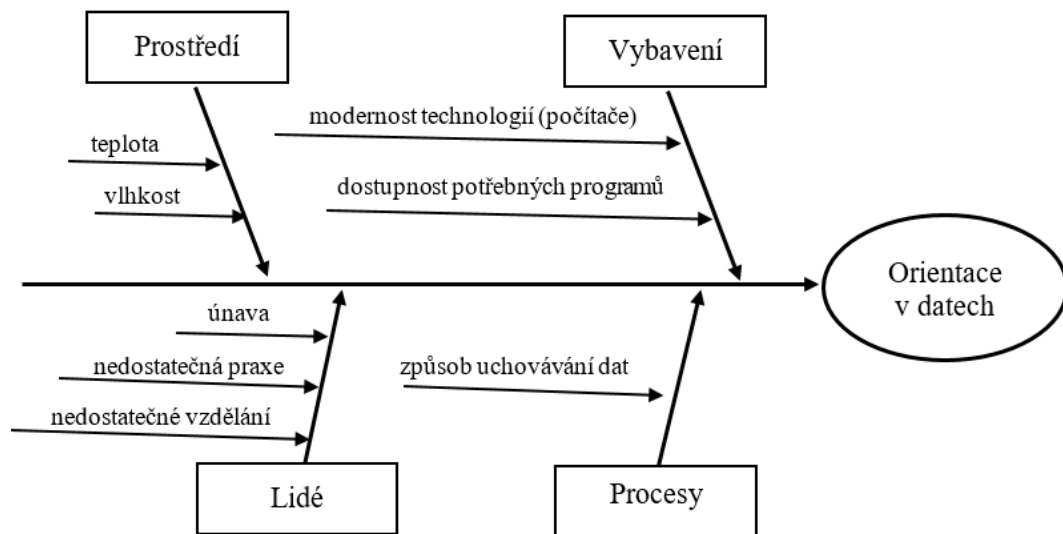 Prostředí
Vybavení
modernost technologií (počítače)
teplota
dostupnost potřebných programů
vlhkost
Orientace
v datech
únava
nedostatečná praxe
způsob uchovávání dat
nedostatečné vzdělání
Lidé
Procesy